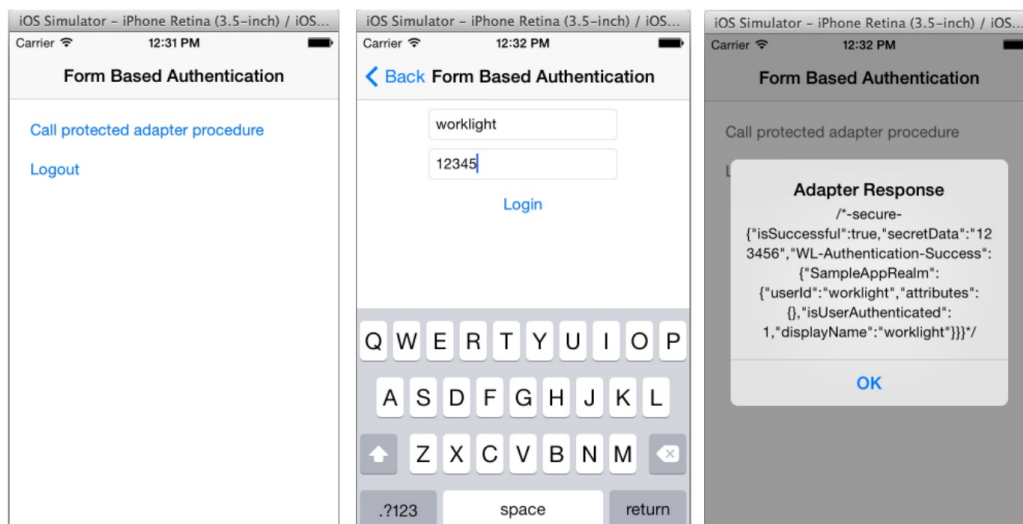 iOS Simulator – iPhone Retina (3.5–inch) / iOS...
Carrier 12:31 PM
Form Based Authentication
Call protected adapter procedure
Logout
iOS Simulator – iPhone Retina (3.5–inch) / iOS...
Carrier 12:32 PM
Back Form Based Authentication
worklight
12345
Login
Q W E R T Y U I O P
A S D F G H J K L
Z X C V B N M
.?123 space return
iOS Simulator – iPhone Retina (3.5–inch) / iOS...
Carrier 12:32 PM
Form Based Authentication
Call protected adapter procedure
L
Adapter Response
/*-secure-
{"isSuccessful":true,"secretData":"12
3456","WL-Authentication-Success":
{"SampleAppRealm":
{"userId":"worklight","attributes":
{},"isUserAuthenticated":
1,"displayName":"worklight"}}}*/
OK